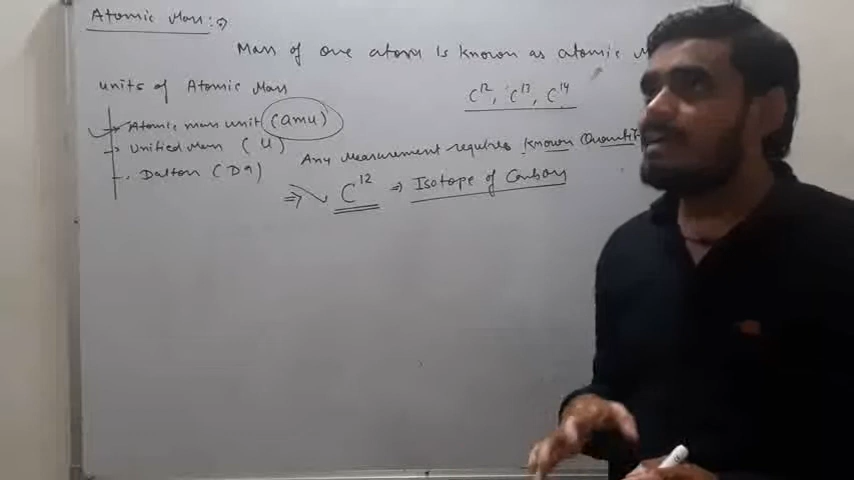 Atomic Mass :→
Mass of one atom is known as atomic M
units of Atomic Mass
C¹², C¹³, C¹⁴
→ Atomic mass unit (amu)
→ Unified Mass (u)
Any Measurement requires known Quantit
→ Dalton (Da)
⇒ C¹² ⇒ Isotope of Carbon